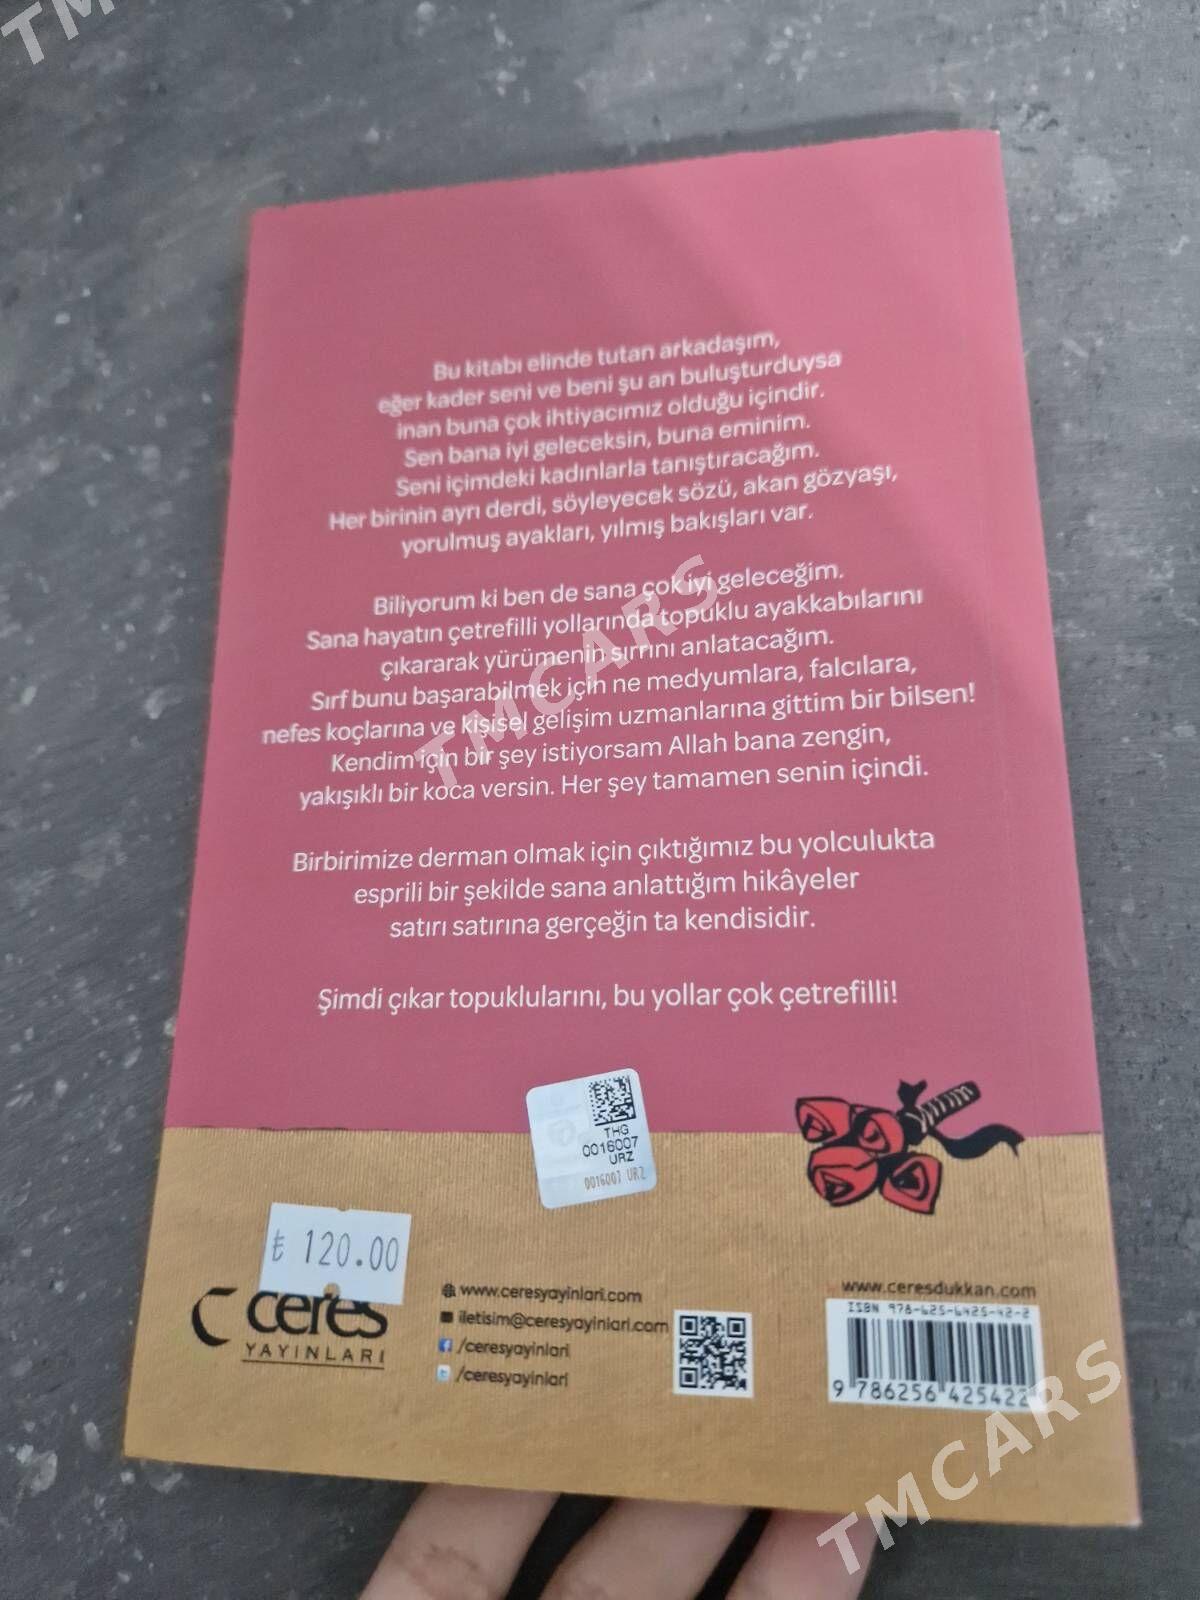 TMCARS
Bu kitabı elinde tutan arkadaşım,
eğer kader seni ve beni şu an buluşturduysa
inan buna çok ihtiyacımız olduğu içindir.
Sen bana iyi geleceksin, buna eminim.
Seni içimdeki kadınlarla tanıştıracağım.
Her birinin ayrı derdi, söyleyecek sözü, akan gözyaşı,
yorulmuş ayakları, yılmış bakışları var.
Biliyorum ki ben de sana çok iyi geleceğim.
Sana hayatın çetrefilli yollarında topuklu ayakkabılarını
çıkararak yürümenin sırrını anlatacağım.
Sırf bunu başarabilmek için ne medyumlara, falcılara,
nefes koçlarına ve kişisel gelişim uzmanlarına gittim bir bilsen!
Kendim için bir şey istiyorsam Allah bana zengin,
yakışıklı bir koca versin. Her şey tamamen senin içindi.
TMCARS
Birbirimize derman olmak için çıktığımız bu yolculukta
esprili bir şekilde sana anlattığım hikâyeler
satırı satırına gerçeğin ta kendisidir.
Şimdi çıkar topuklularını, bu yollar çok çetrefilli!
THG
0016007
URZ
0016007 URZ
₺ 120.00
ceres
YAYINLARI
www.ceresyayinlari.com
iletisim@ceresyayinlari.com
/ceresyayinlari
/ceresyayinlari
www.ceresdukkan.com
ISBN 978-625-6425-42-2
9 786256 425422
TMCARS